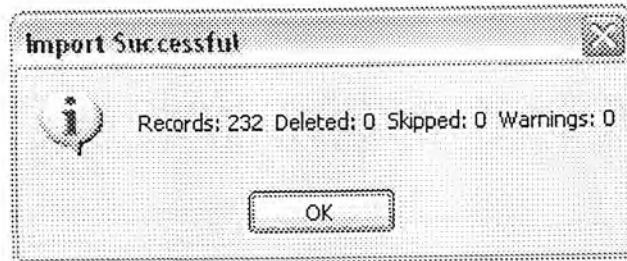 Import Successful
Records: 232 Deleted: 0 Skipped: 0 Warnings: 0
OK